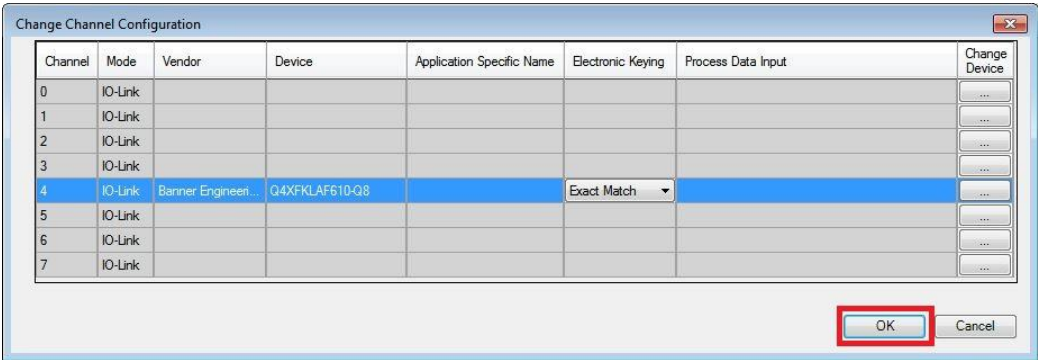 Change Channel Configuration
Channel Mode Vendor Device Application Specific Name Electronic Keying Process Data Input Change Device
0 IO-Link ...
1 IO-Link ...
2 IO-Link ...
3 IO-Link ...
4 IO-Link Banner Engineeri... Q4XFKLAF610-Q8 Exact Match ...
5 IO-Link ...
6 IO-Link ...
7 IO-Link ...
OK Cancel